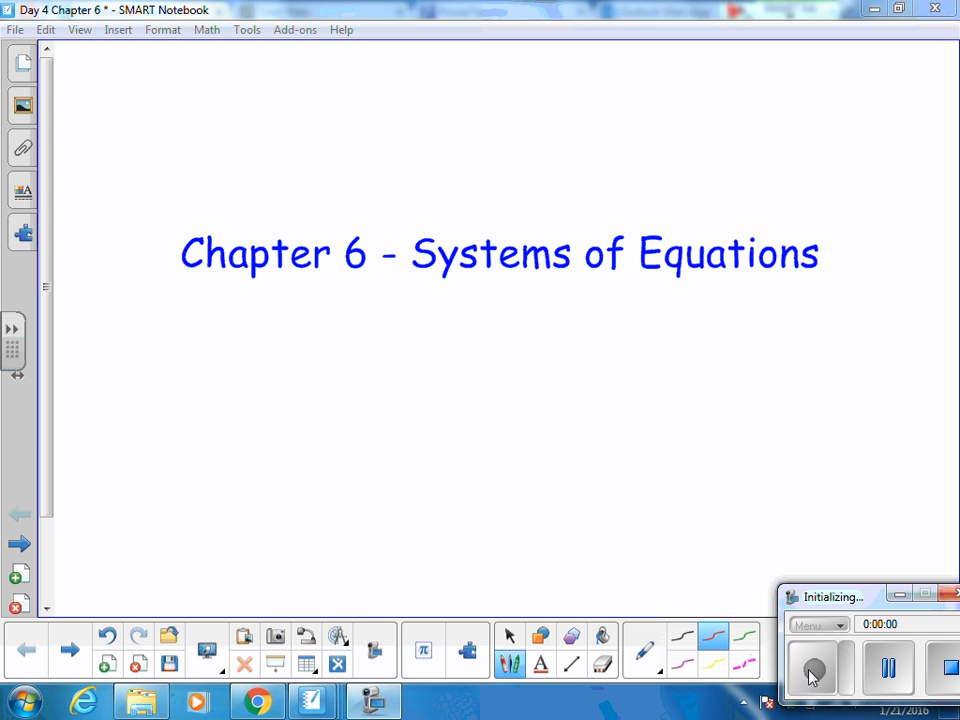 Day 4 Chapter 6 * - SMART Notebook
File Edit View Insert Format Math Tools Add-ons Help
Chapter 6 - Systems of Equations
Initializing...
Menu 0:00:00
π
A
1/21/2016